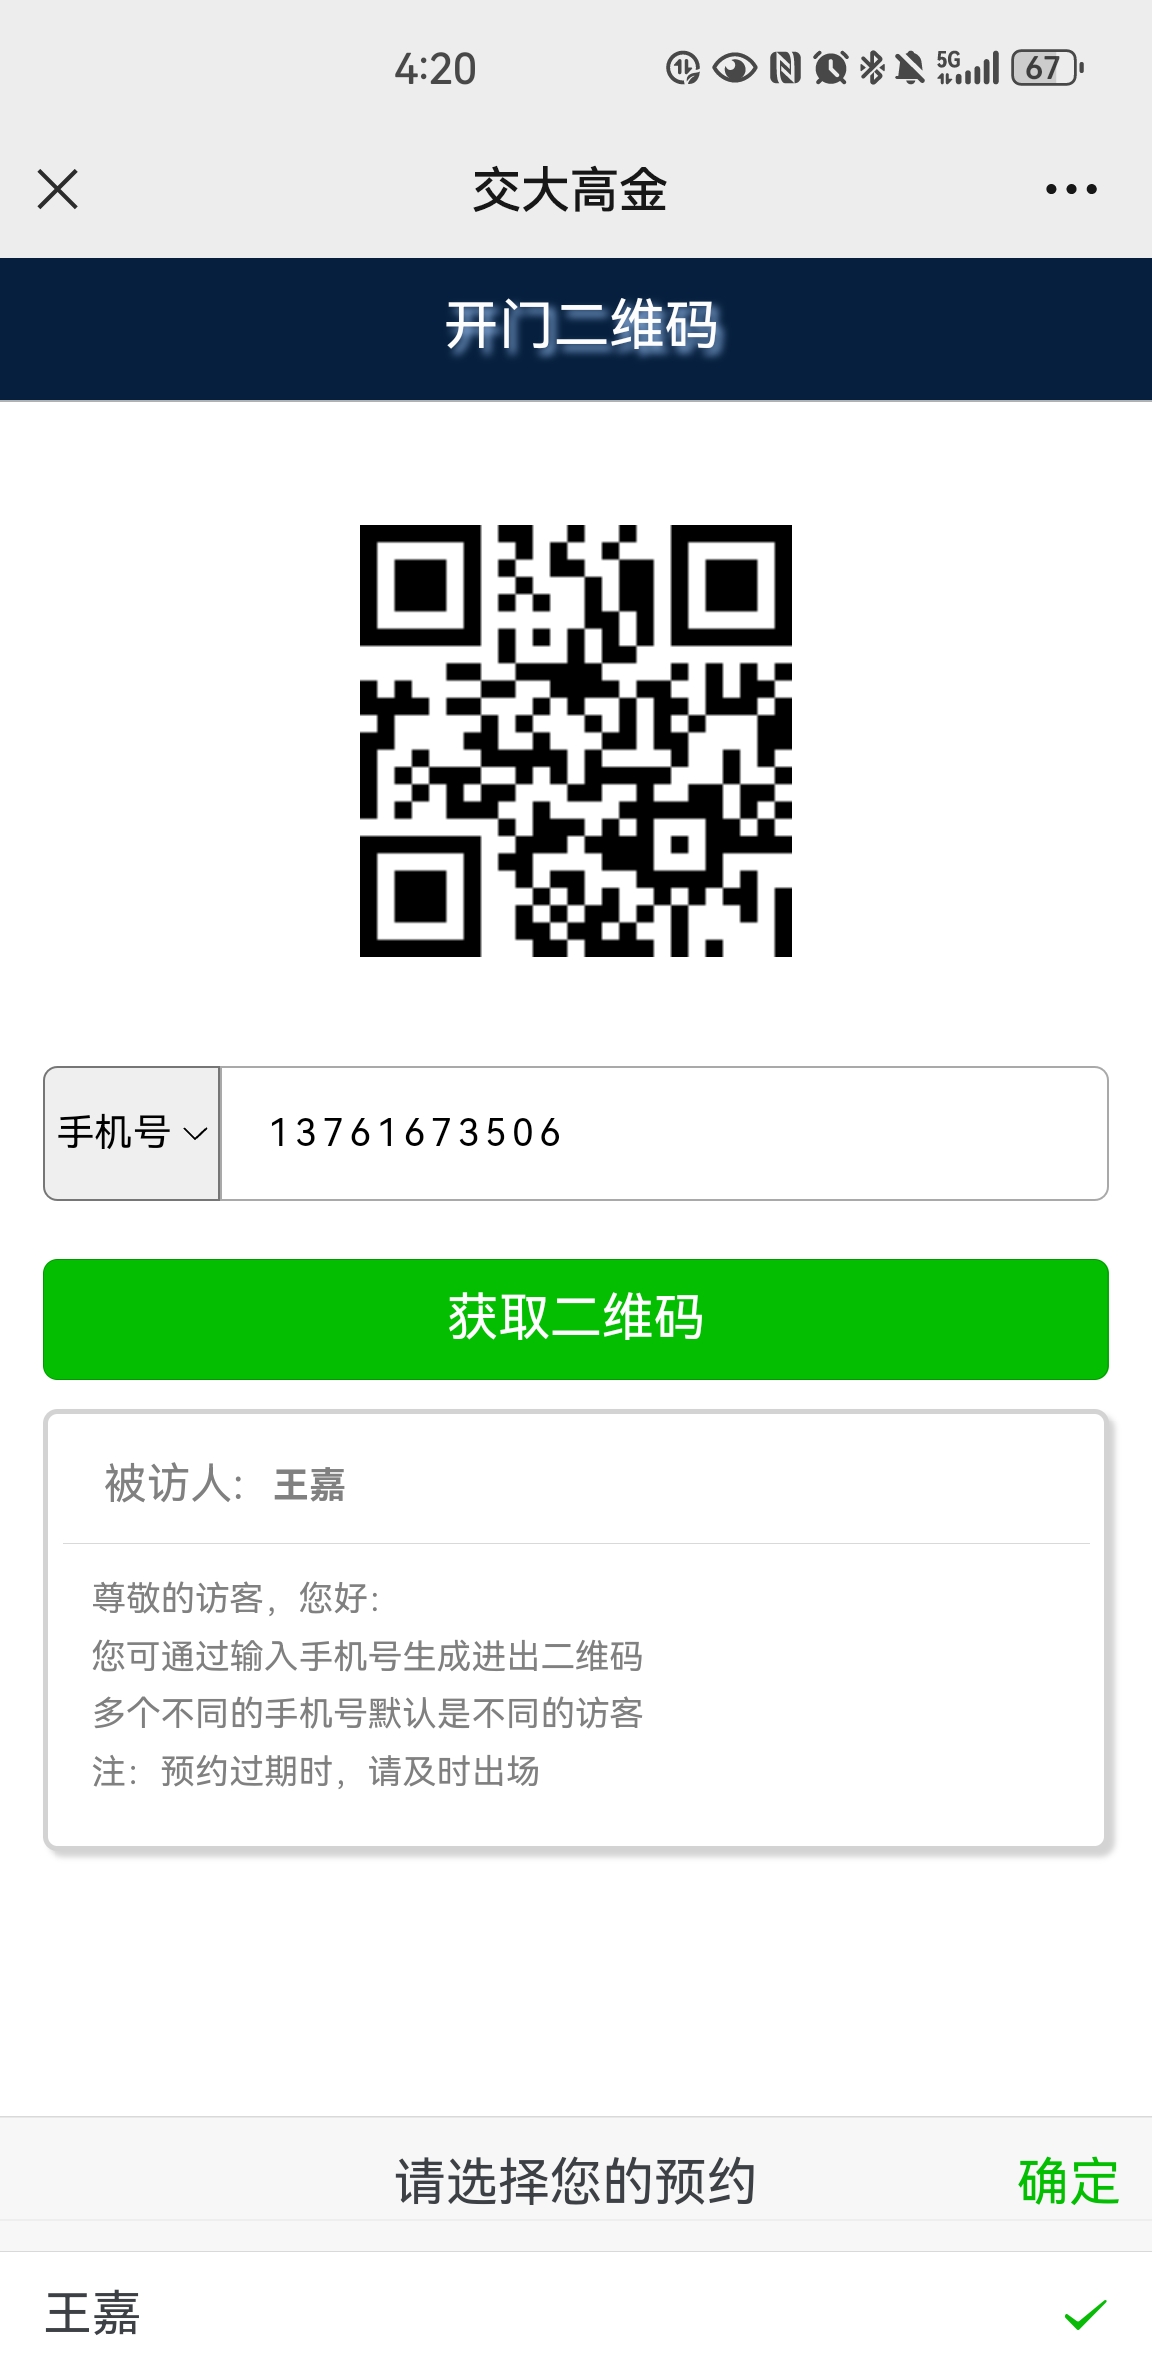 4:20
5G
67
交大高金
开门二维码
手机号
13761673506
获取二维码
被访人: 王嘉
尊敬的访客，您好:
您可通过输入手机号生成进出二维码
多个不同的手机号默认是不同的访客
注: 预约过期时，请及时出场
请选择您的预约
确定
王嘉